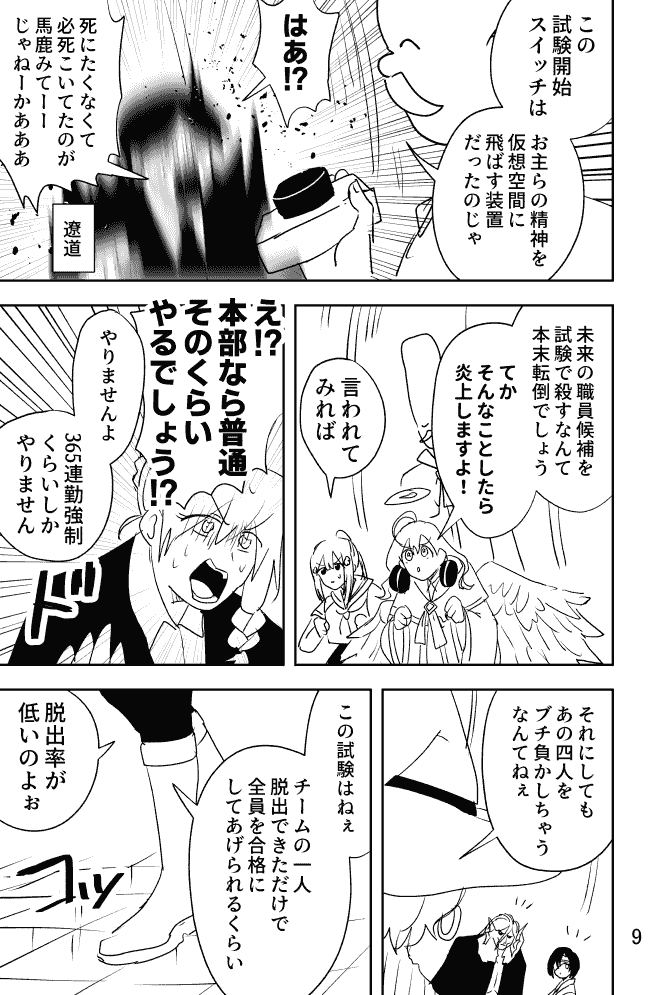 この
試験開始
スイッチは
お主らの精神を
仮想空間に
飛ばす装置
だったのじゃ
はあ!?
死にたくなくて
必死こいてたのが
馬鹿みてーー
じゃねーかあああ
遼道
未来の職員候補を
試験で殺すなんて
本末転倒でしょう
てか
そんなことしたら
炎上しますよ!
言われて
みれば
え!?
本部なら普通
そのくらい
やるでしょう!?
やりませんよ
365連勤強制
くらいしか
やりません
ドド
それにしても
あの四人を
ブチ負かしちゃう
なんてねぇ
この試験はねぇ
チームの一人
脱出できただけで
全員を合格に
してあげられるくらい
脱出率が
低いのよぉ
コッ
9